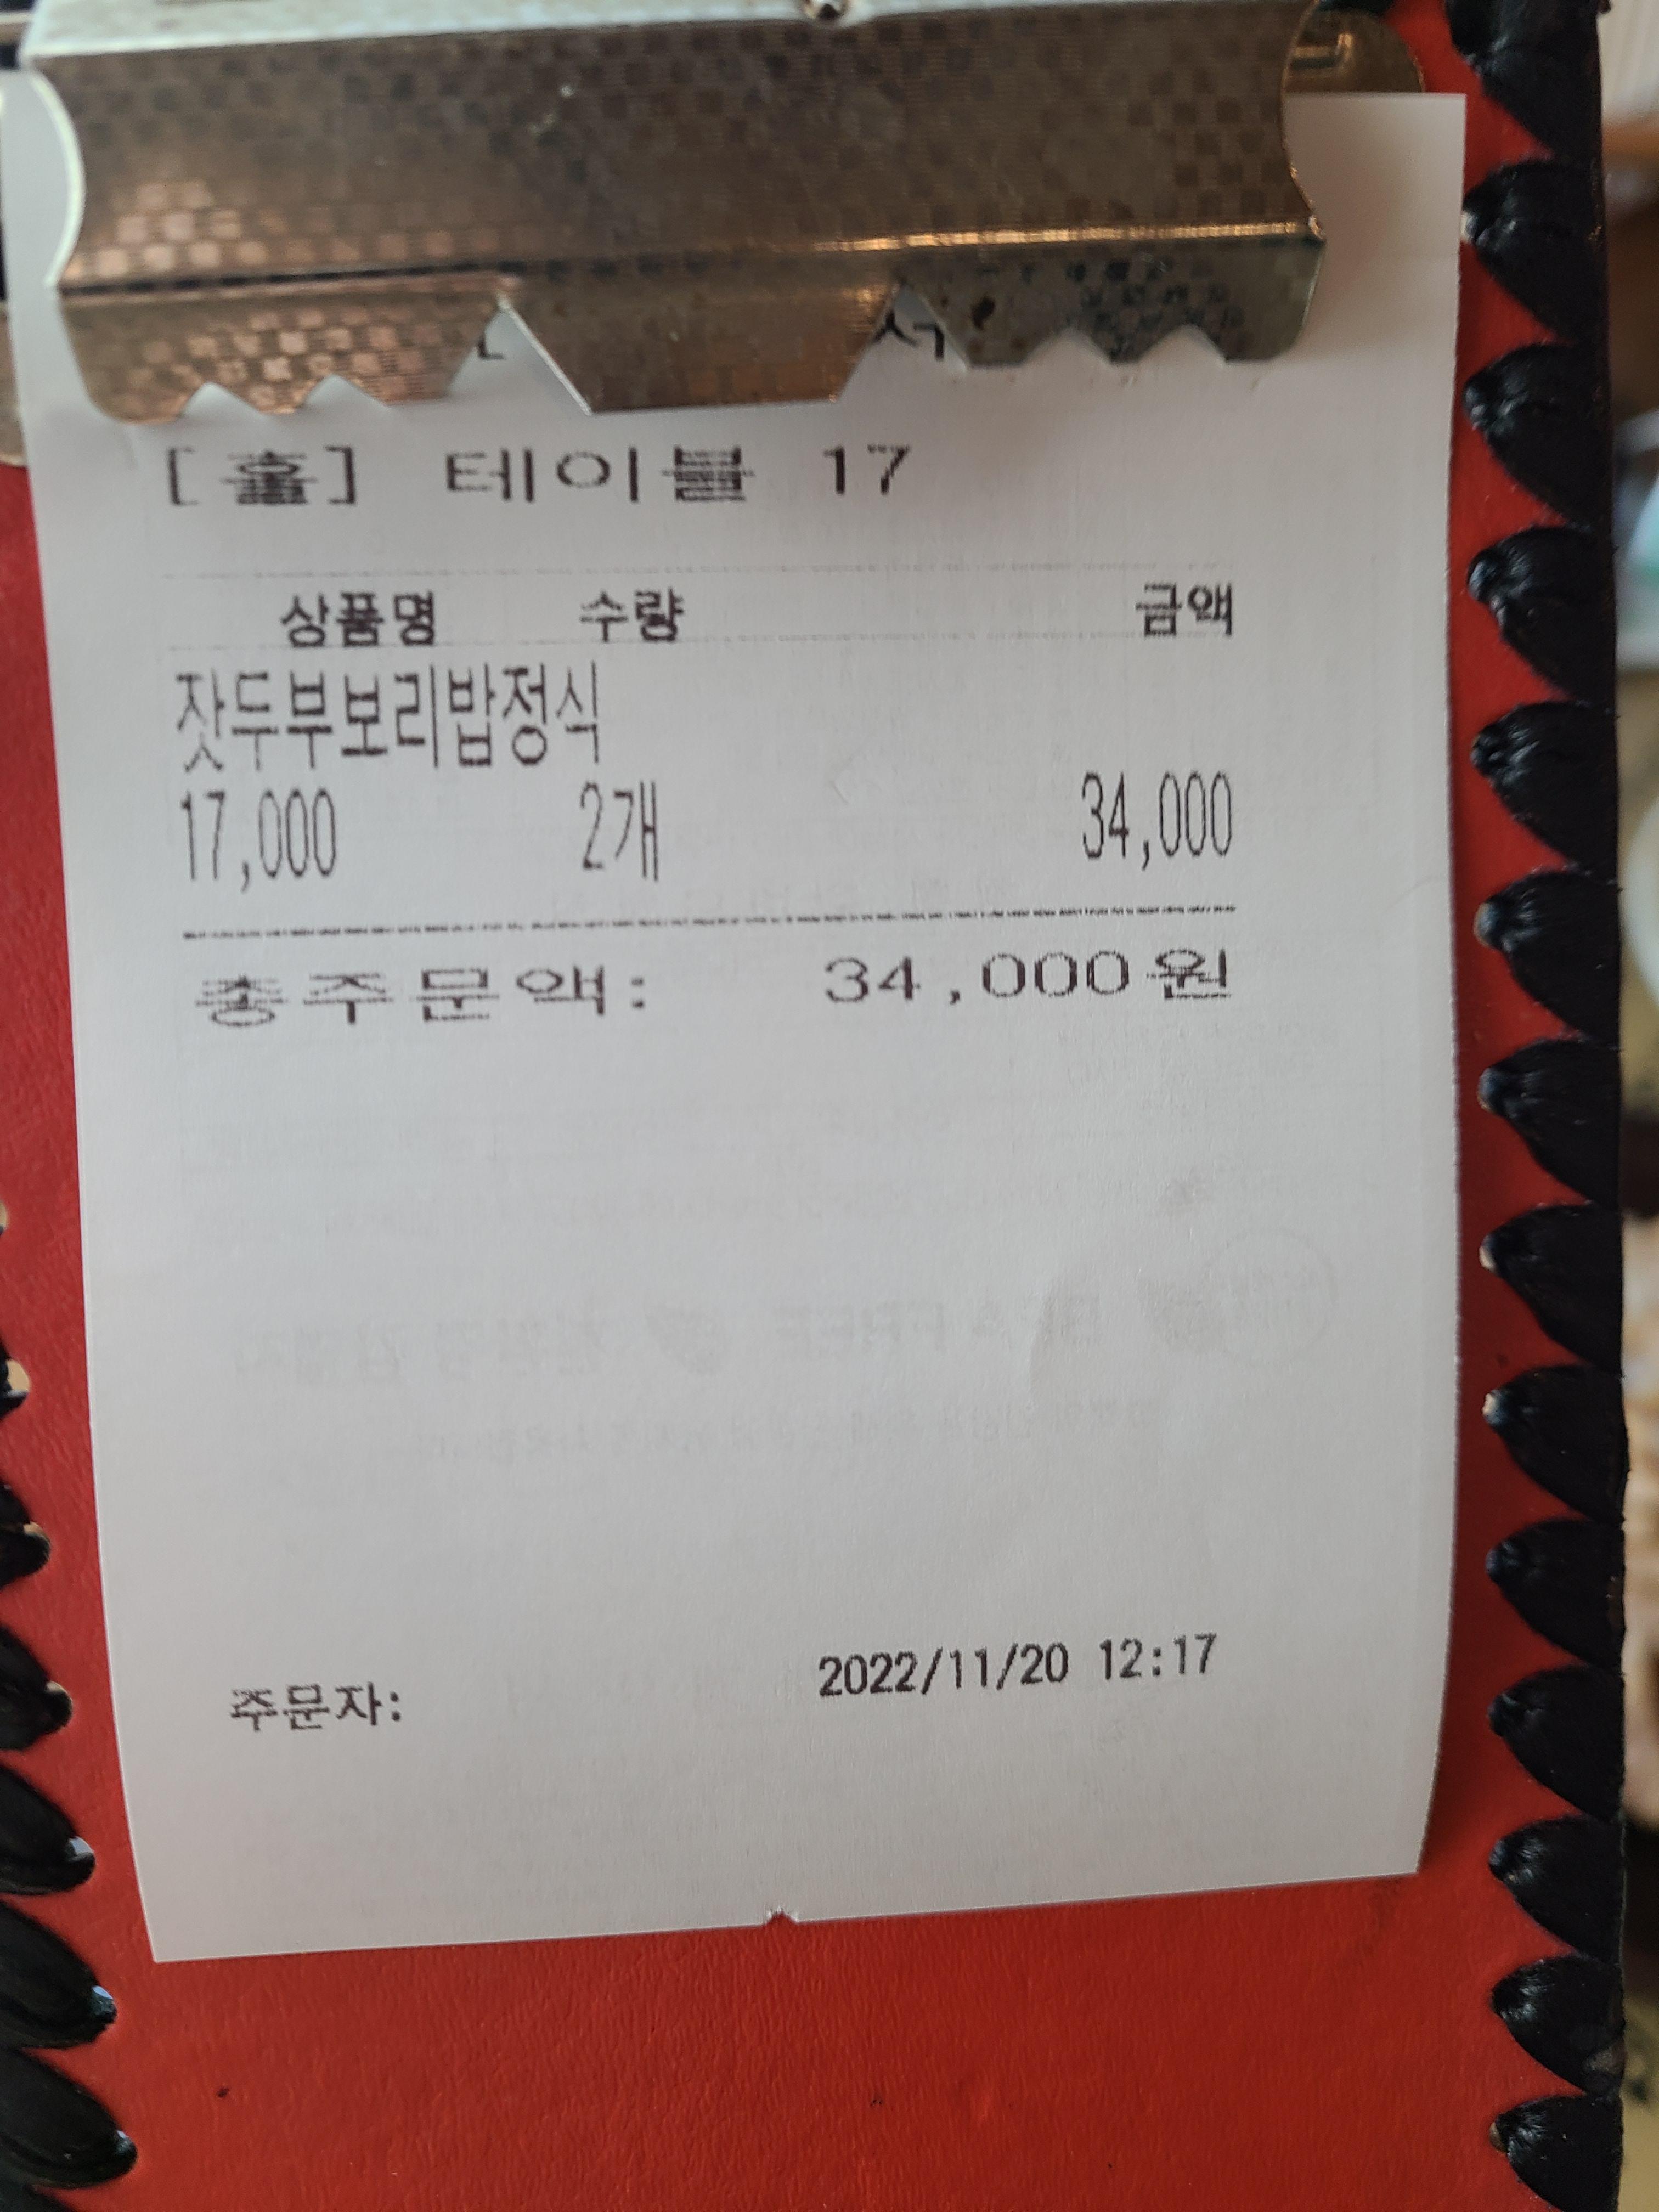 [홀] 테이블 17
상품명 수량 금액
잣두부보리밥정식
17,000 2개 34,000
총주문액: 34,000원
2022/11/20 12:17
주문자: